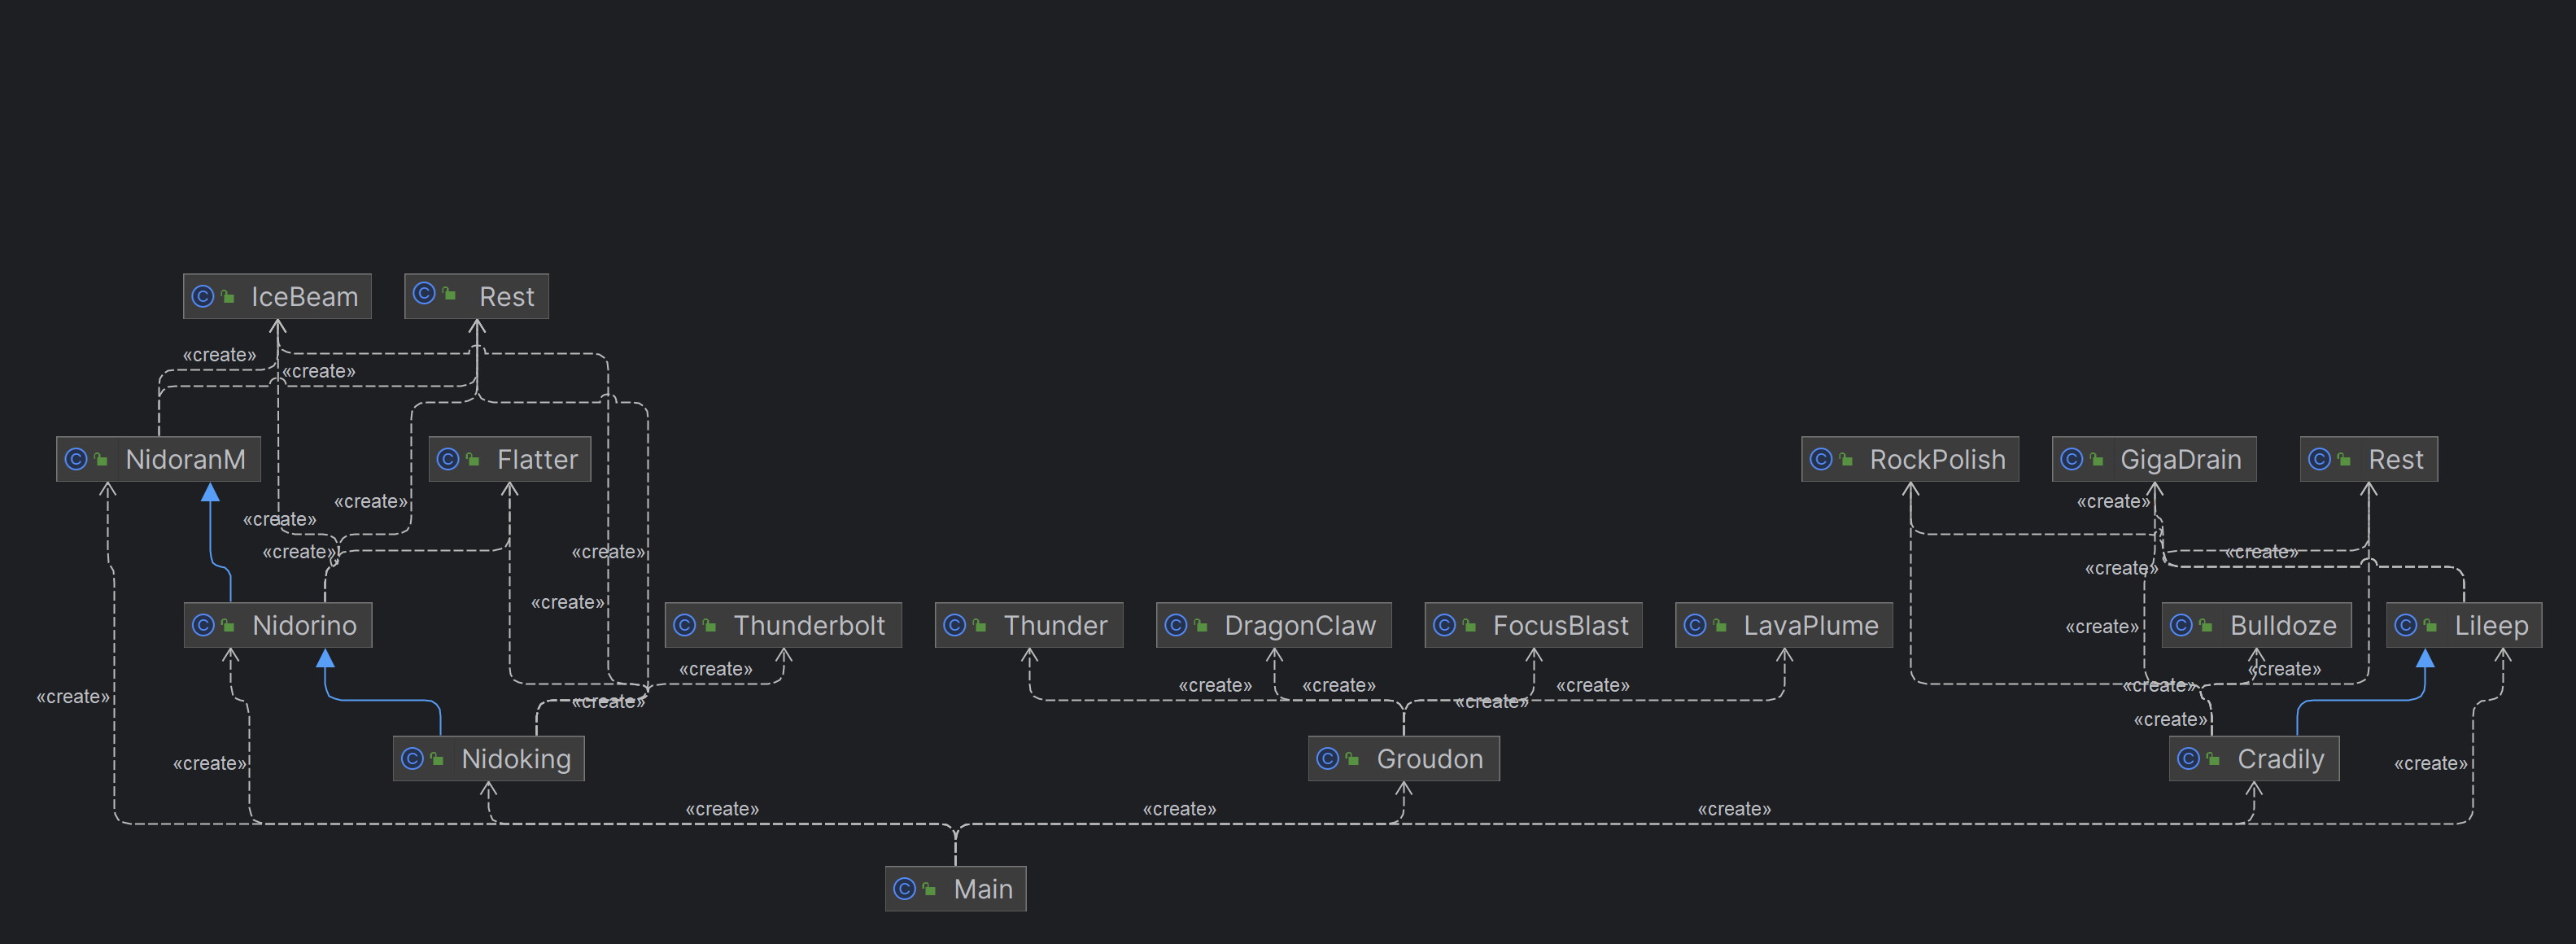 IceBeam
Rest
«create»
«create»
NidoranM
Flatter
RockPolish
GigaDrain
Rest
«create»
«create»
«create»
«create»
«create»
«create»
«create»
«create»
«create»
Nidorino
Thunderbolt
Thunder
DragonClaw
FocusBlast
LavaPlume
«create»
Bulldoze
Lileep
«create»
«create»
«create»
«create»
«create»
«create»
«create»
«create»
«create»
«create»
Nidoking
Groudon
Cradily
«create»
«create»
«create»
«create»
«create»
Main